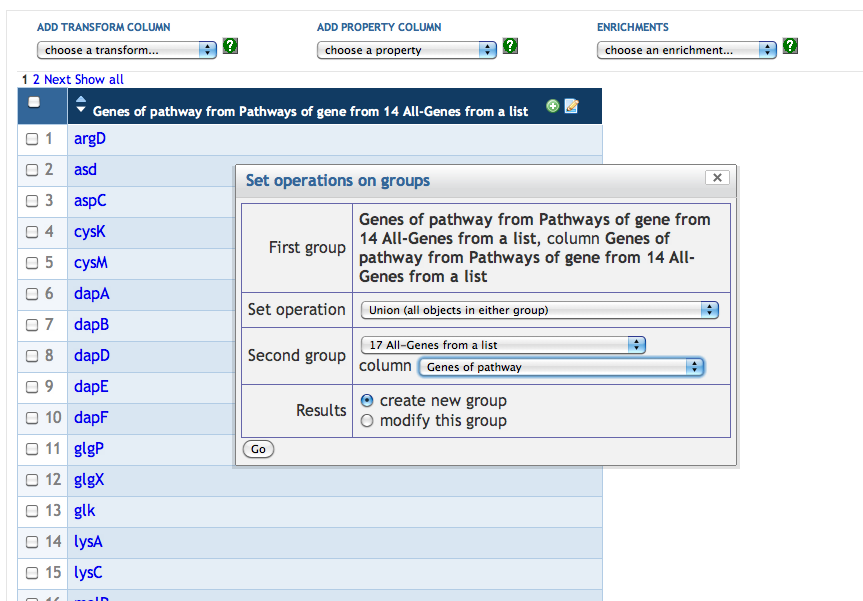 ADD TRANSFORM COLUMN ADD PROPERTY COLUMN ENRICHMENTS
choose a transform... ? choose a property ? choose an enrichment... ?
1 2 Next Show all
Genes of pathway from Pathways of gene from 14 All-Genes from a list
1 argD
2 asd
3 aspC
4 cysK
5 cysM
6 dapA
7 dapB
8 dapD
9 dapE
10 dapF
11 glgP
12 glgX
13 glk
14 lysA
15 lysC
Set operations on groups
First group
Genes of pathway from Pathways of gene from
14 All-Genes from a list, column Genes of
pathway from Pathways of gene from 14 All-
Genes from a list
Set operation Union (all objects in either group)
Second group
17 All-Genes from a list
column Genes of pathway
Results
create new group
modify this group
Go